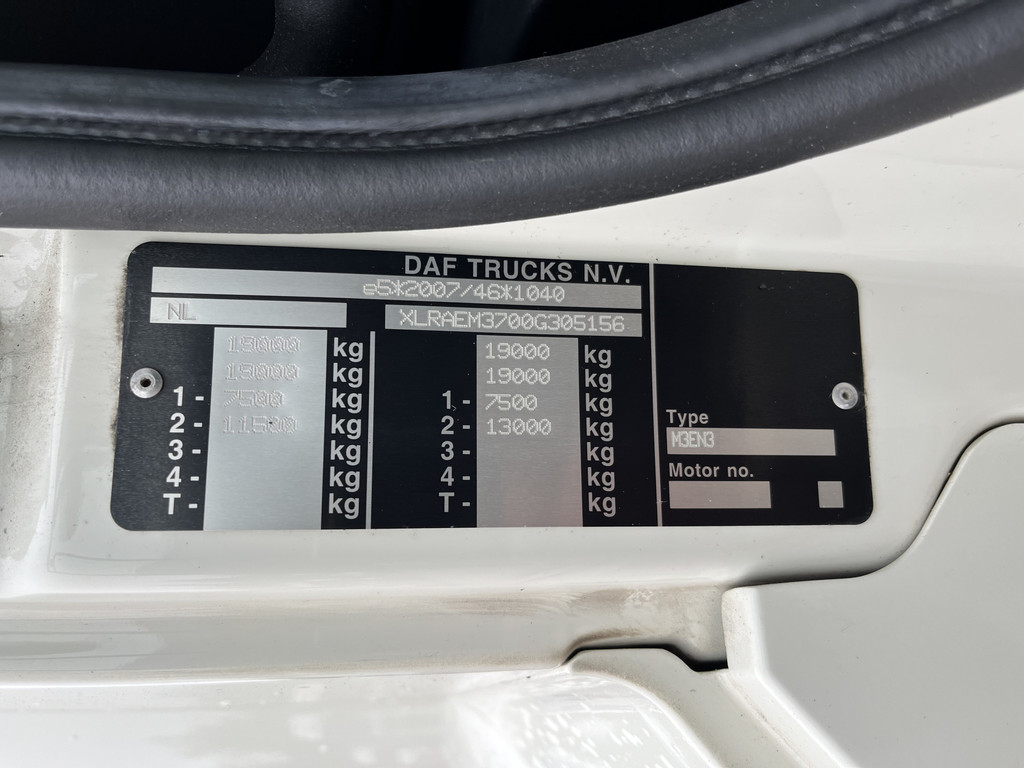 DAF TRUCKS N.V.
e5*2007/46*1040
NL XLRAEM3700G305156
kg 19000 kg
kg 19000 kg
1- 7500 kg 1- 7500 kg
2- 11500 kg 2- 13000 kg
3- kg 3- kg
4- kg 4- kg
T- kg T- kg
Type
M3EN3
Motor no.